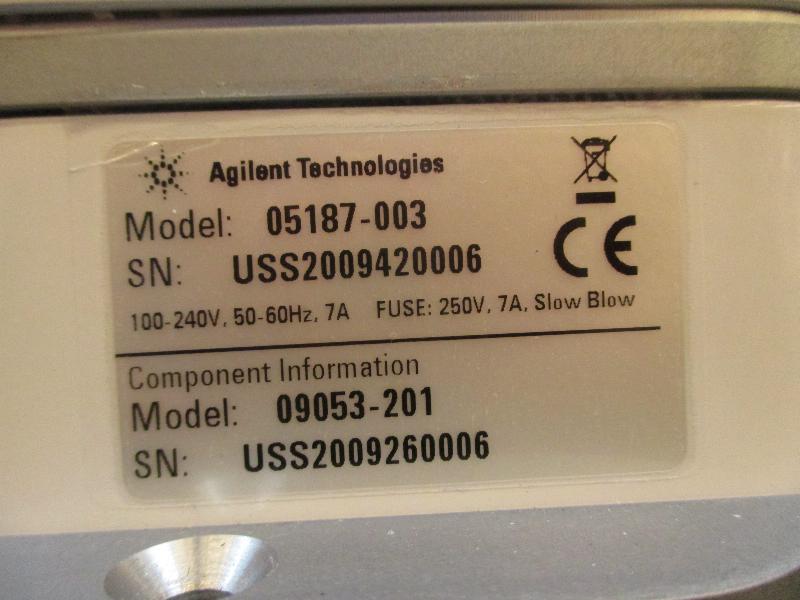 Agilent Technologies
Model: 05187-003
SN: USS2009420006
100-240V, 50-60Hz, 7A FUSE: 250V, 7A, Slow Blow
CE
Component Information
Model: 09053-201
SN: USS2009260006